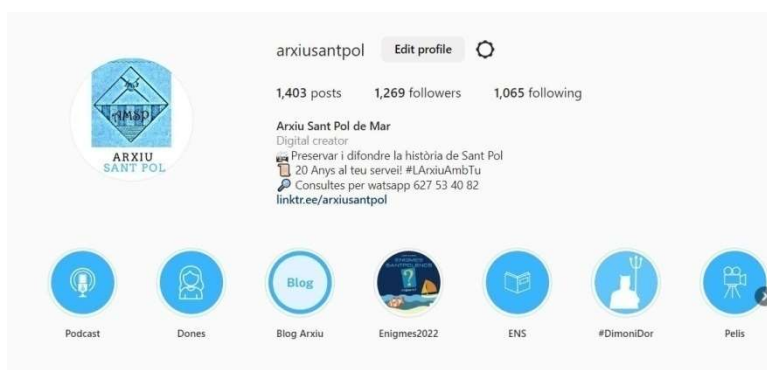 arxiusantpol Edit profile
1,403 posts 1,269 followers 1,065 following
Arxiu Sant Pol de Mar
Digital creator
Preservar i difondre la història de Sant Pol
20 Anys al teu servei! #LArxiuAmbTu
Consultes per watsapp 627 53 40 82
linktr.ee/arxiusantpol
AMSP
ARXIU
SANT POL
Blog
ENIGMES
SANTPOLENCS
?
Podcast Dones Blog Arxiu Enigmes2022 ENS #DimoniDor Pelis